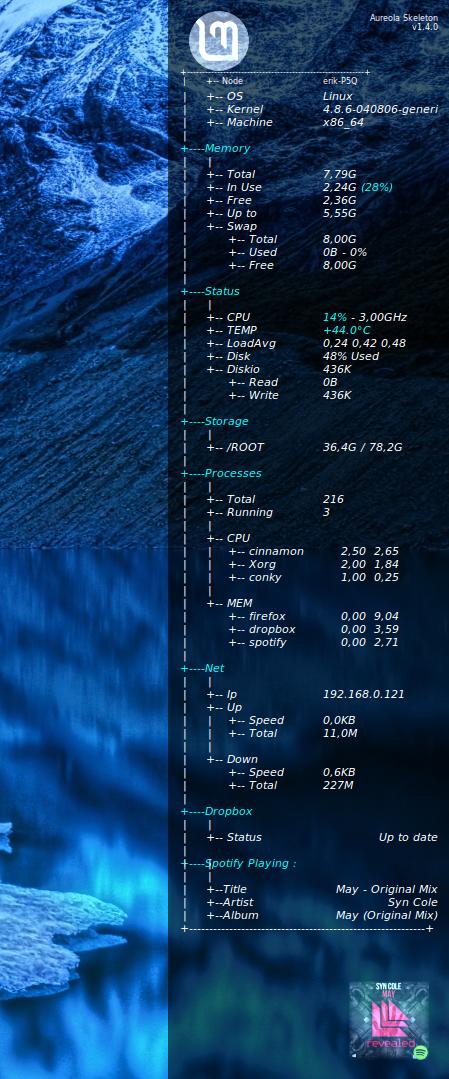 Aureola Skeleton
v1.4.0
+-- Node erik-P5Q
+-- OS Linux
+-- Kernel 4.8.6-040806-generi
+-- Machine x86_64
+----Memory
+-- Total 7,79G
+-- In Use 2,24G (28%)
+-- Free 2,36G
+-- Up to 5,55G
+-- Swap
+-- Total 8,00G
+-- Used 0B - 0%
+-- Free 8,00G
+----Status
+-- CPU 14% - 3,00GHz
+-- TEMP +44.0°C
+-- LoadAvg 0,24 0,42 0,48
+-- Disk 48% Used
+-- Diskio 436K
+-- Read 0B
+-- Write 436K
+----Storage
+-- /ROOT 36,4G / 78,2G
+----Processes
+-- Total 216
+-- Running 3
+-- CPU
+-- cinnamon 2,50 2,65
+-- Xorg 2,00 1,84
+-- conky 1,00 0,25
+-- MEM
+-- firefox 0,00 9,04
+-- dropbox 0,00 3,59
+-- spotify 0,00 2,71
+----Net
+-- Ip 192.168.0.121
+-- Up
+-- Speed 0,0KB
+-- Total 11,0M
+-- Down
+-- Speed 0,6KB
+-- Total 227M
+----Dropbox
+-- Status Up to date
+----Spotify Playing :
+--Title May - Original Mix
+--Artist Syn Cole
+--Album May (Original Mix)
SYN COLE
MAY
revealed